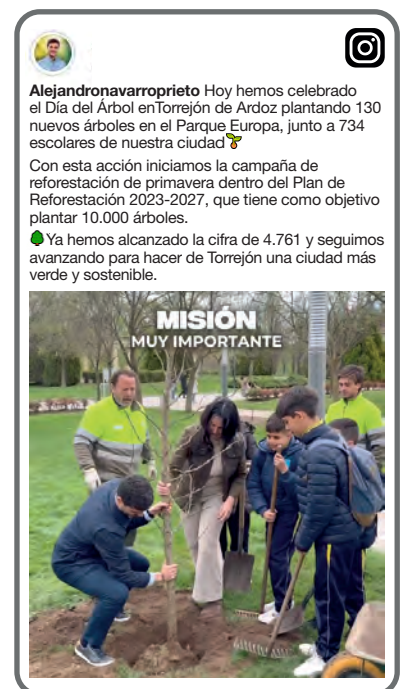 Alejandronavarroprieto Hoy hemos celebrado
el Día del Árbol enTorrejón de Ardoz plantando 130
nuevos árboles en el Parque Europa, junto a 734
escolares de nuestra ciudad
Con esta acción iniciamos la campaña de
reforestación de primavera dentro del Plan de
Reforestación 2023-2027, que tiene como objetivo
plantar 10.000 árboles.
Ya hemos alcanzado la cifra de 4.761 y seguimos
avanzando para hacer de Torrejón una ciudad más
verde y sostenible.
MISIÓN
MUY IMPORTANTE